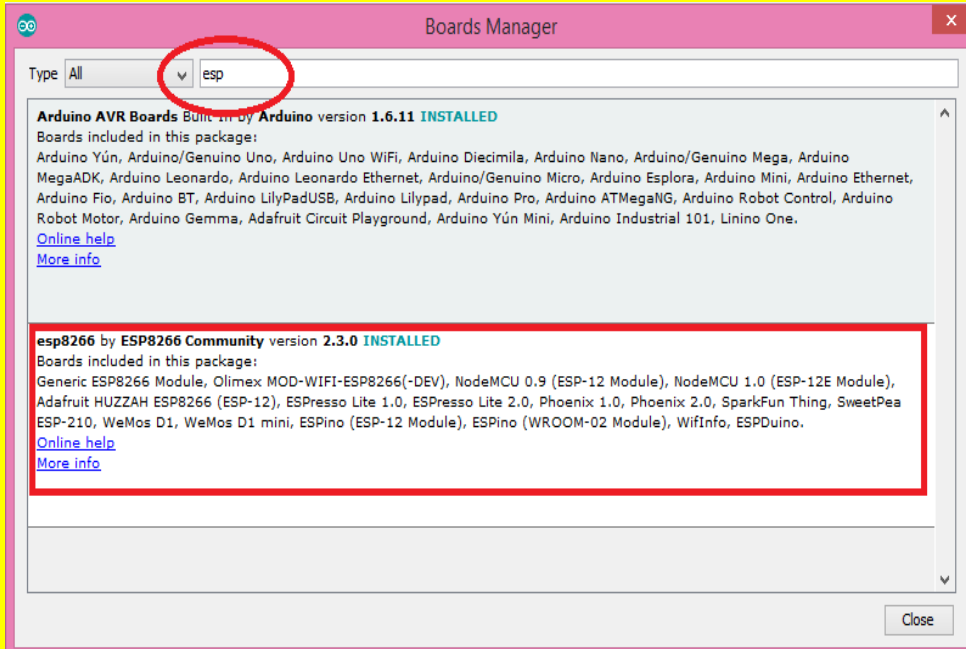 Boards Manager
x
Type All esp
Arduino AVR Boards Built-In by Arduino version 1.6.11 INSTALLED
Boards included in this package:
Arduino Yún, Arduino/Genuino Uno, Arduino Uno WiFi, Arduino Diecimila, Arduino Nano, Arduino/Genuino Mega, Arduino
MegaADK, Arduino Leonardo, Arduino Leonardo Ethernet, Arduino/Genuino Micro, Arduino Esplora, Arduino Mini, Arduino Ethernet,
Arduino Fio, Arduino BT, Arduino LilyPadUSB, Arduino Lilypad, Arduino Pro, Arduino ATMegaNG, Arduino Robot Control, Arduino
Robot Motor, Arduino Gemma, Adafruit Circuit Playground, Arduino Yún Mini, Arduino Industrial 101, Linino One.
Online help
More info
esp8266 by ESP8266 Community version 2.3.0 INSTALLED
Boards included in this package:
Generic ESP8266 Module, Olimex MOD-WIFI-ESP8266(-DEV), NodeMCU 0.9 (ESP-12 Module), NodeMCU 1.0 (ESP-12E Module),
Adafruit HUZZAH ESP8266 (ESP-12), ESPresso Lite 1.0, ESPresso Lite 2.0, Phoenix 1.0, Phoenix 2.0, SparkFun Thing, SweetPea
ESP-210, WeMos D1, WeMos D1 mini, ESPino (ESP-12 Module), ESPino (WROOM-02 Module), WifInfo, ESPDuino.
Online help
More info
Close